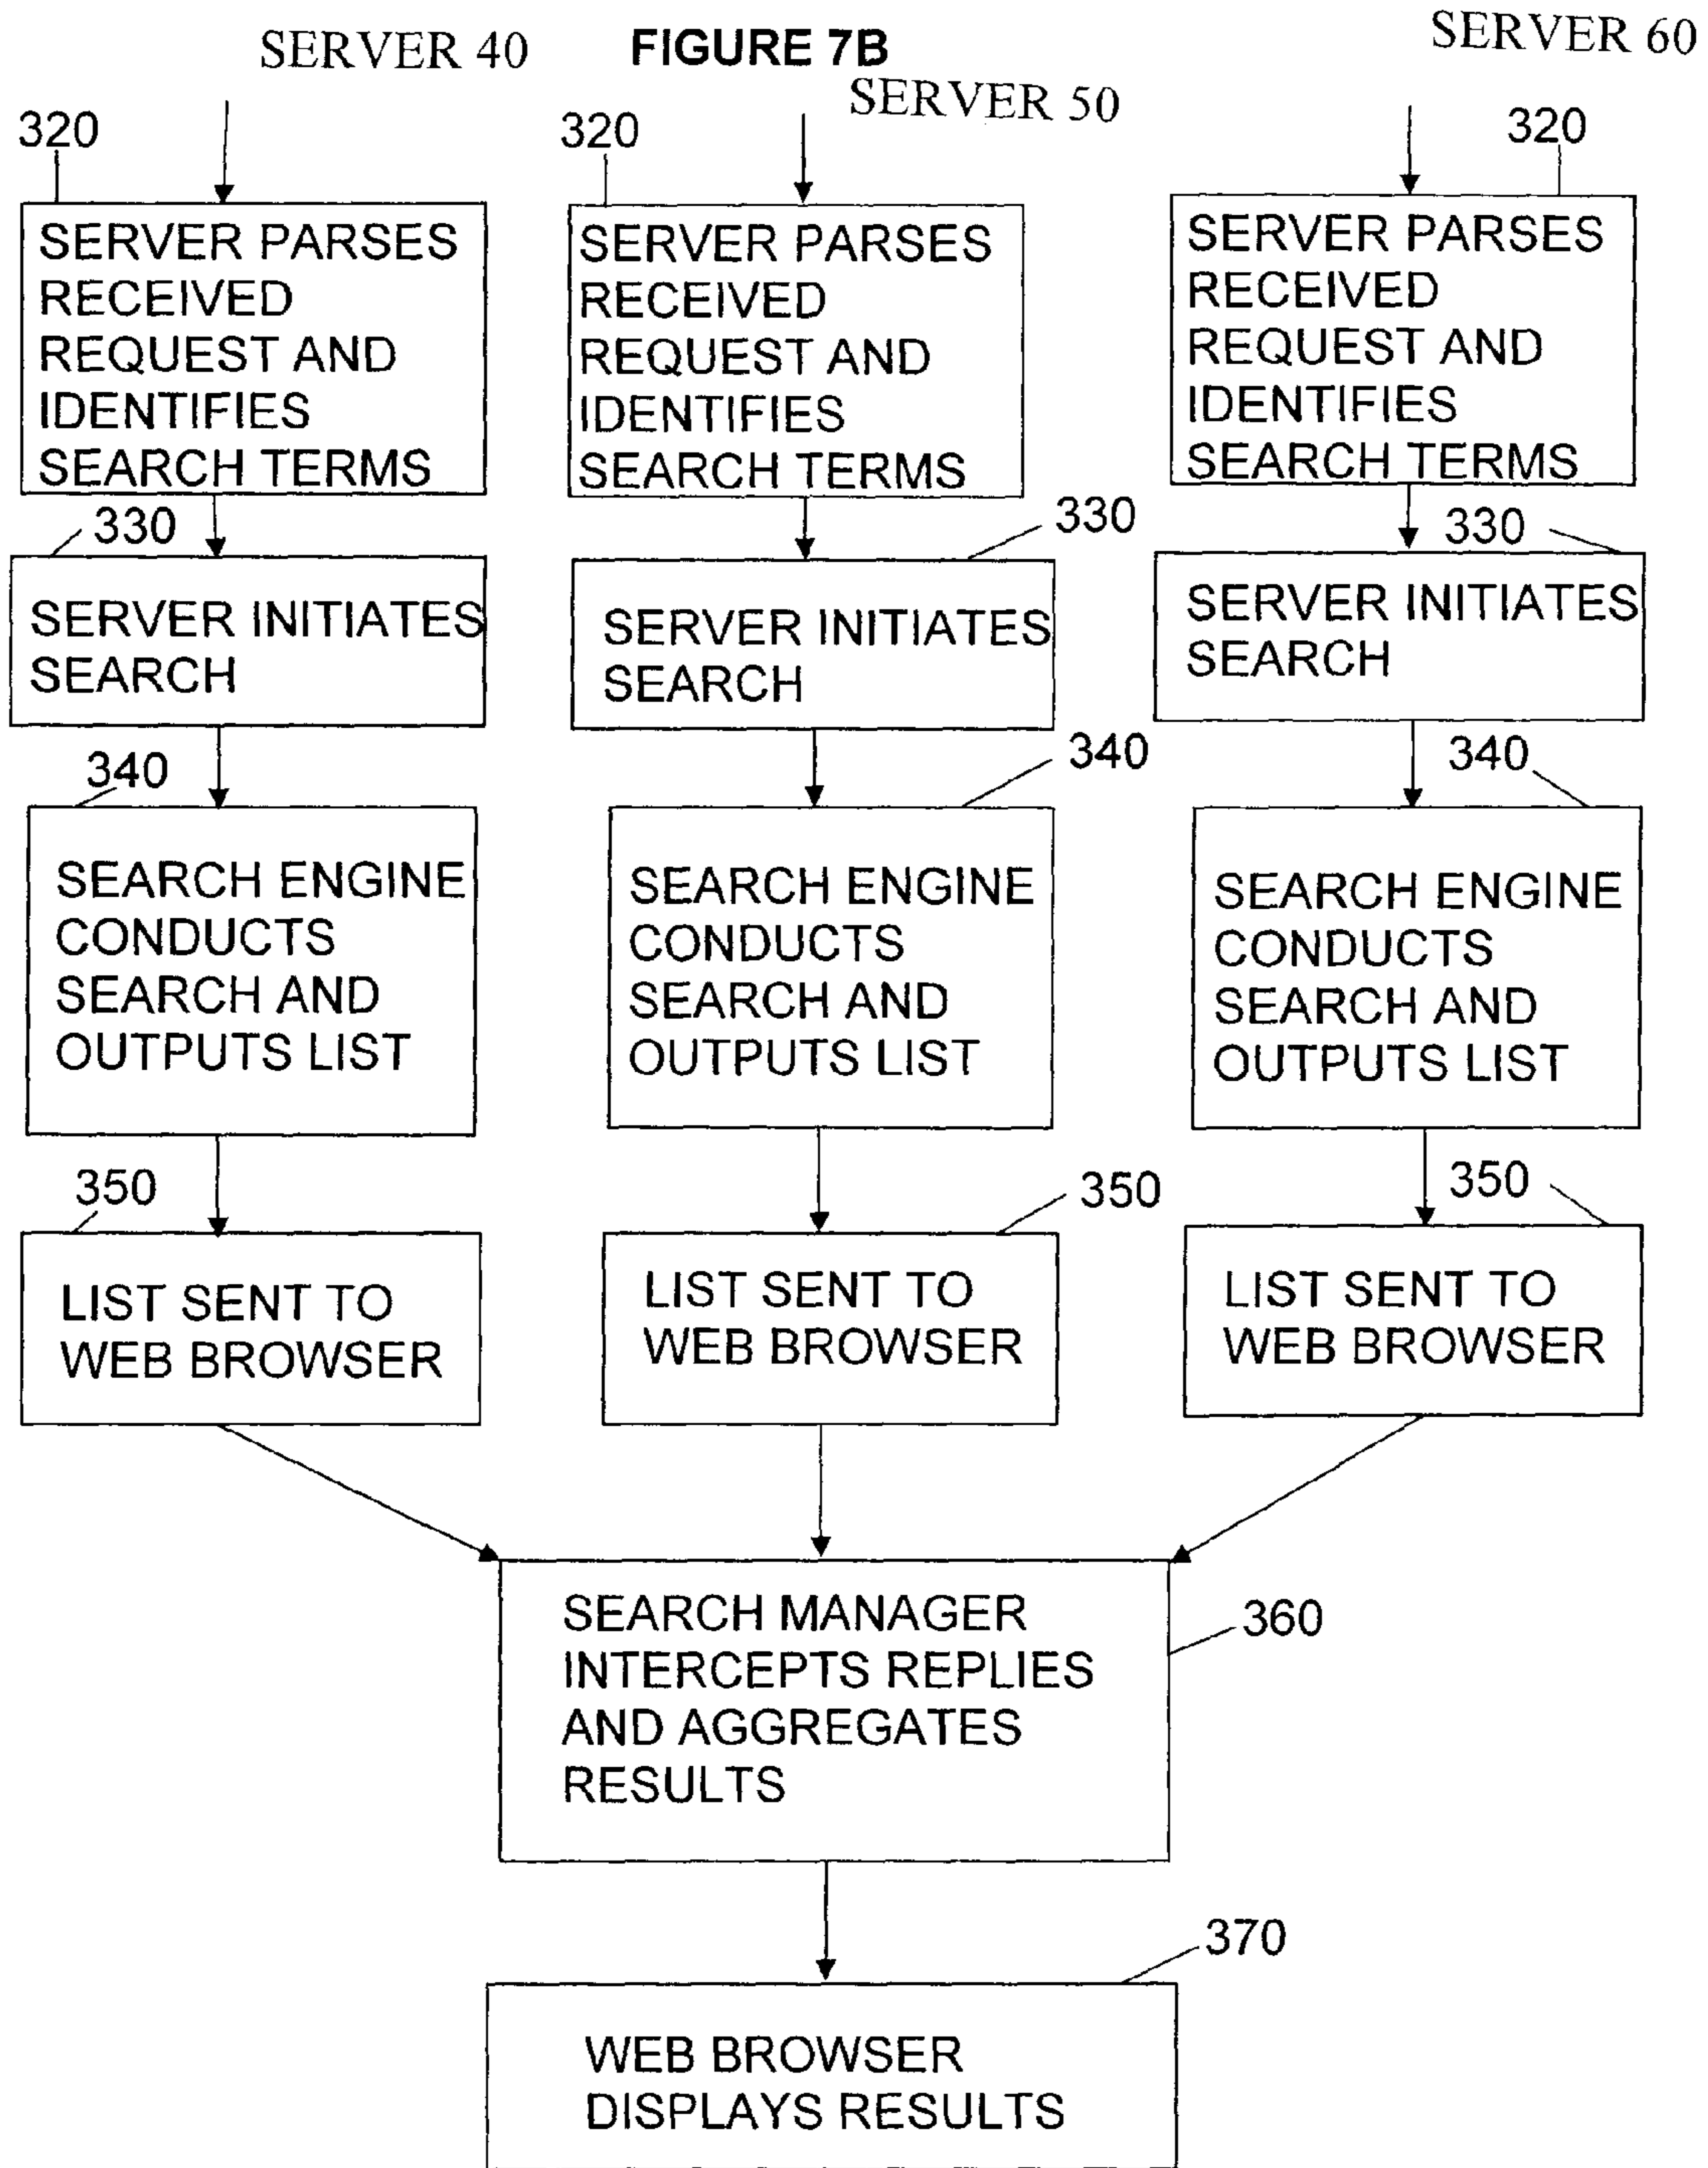 SERVER 40
FIGURE 7B
SERVER 60
SERVER 50
320
320
320
SERVER PARSES
RECEIVED
REQUEST AND
IDENTIFIES
SEARCH TERMS
SERVER PARSES
RECEIVED
REQUEST AND
IDENTIFIES
SEARCH TERMS
SERVER PARSES
RECEIVED
REQUEST AND
IDENTIFIES
SEARCH TERMS
330
330
330
SERVER INITIATES
SEARCH
SERVER INITIATES
SEARCH
SERVER INITIATES
SEARCH
340
340
340
SEARCH ENGINE
CONDUCTS
SEARCH AND
OUTPUTS LIST
SEARCH ENGINE
CONDUCTS
SEARCH AND
OUTPUTS LIST
SEARCH ENGINE
CONDUCTS
SEARCH AND
OUTPUTS LIST
350
350
350
LIST SENT TO
WEB BROWSER
LIST SENT TO
WEB BROWSER
LIST SENT TO
WEB BROWSER
SEARCH MANAGER
INTERCEPTS REPLIES
AND AGGREGATES
RESULTS
360
370
WEB BROWSER
DISPLAYS RESULTS